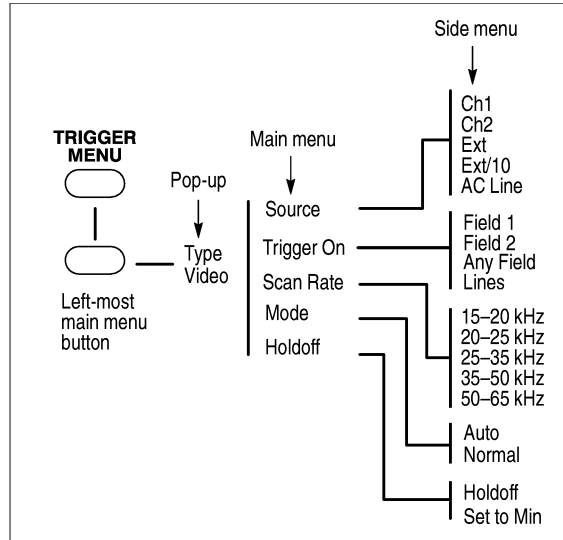 Side menu
TRIGGER
MENU
Pop-up
Main menu
Left-most
main menu
button
Type
Video
Source
Trigger On
Scan Rate
Mode
Holdoff
Ch1
Ch2
Ext
Ext/10
AC Line
Field 1
Field 2
Any Field
Lines
15–20 kHz
20–25 kHz
25–35 kHz
35–50 kHz
50–65 kHz
Auto
Normal
Holdoff
Set to Min